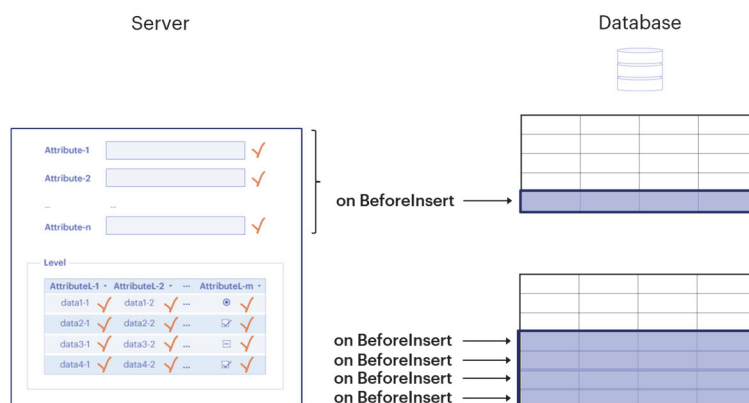 Server
Database
Attribute-1
Attribute-2
... ...
Attribute-n
on BeforeInsert
Level
AttributeL-1 AttributeL-2 ... AttributeL-m
data1-1 data1-2 ...
data2-1 data2-2 ...
data3-1 data3-2 ...
data4-1 data4-2 ...
on BeforeInsert
on BeforeInsert
on BeforeInsert
on BeforeInsert